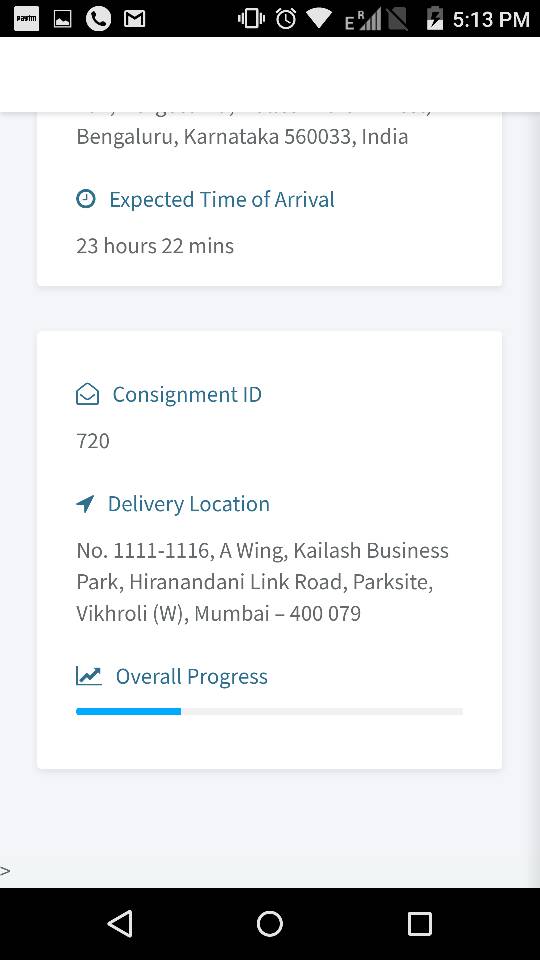 paytm
E R 5:13 PM
Bengaluru, Karnataka 560033, India
Expected Time of Arrival
23 hours 22 mins
Consignment ID
720
Delivery Location
No. 1111-1116, A Wing, Kailash Business
Park, Hiranandani Link Road, Parksite,
Vikhroli (W), Mumbai – 400 079
Overall Progress
>